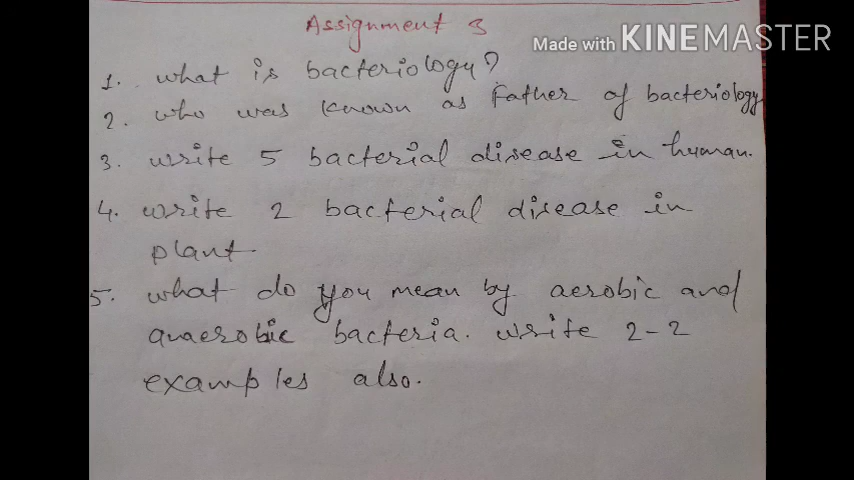 Assignment 3
Made with KINEMASTER
1. what is bacteriology?
2. who was known as Father of bacteriology
3. write 5 bacterial disease in human.
4. write 2 bacterial disease in
plant.
5. what do you mean by aerobic and
anaerobic bacteria. write 2-2
examples also.